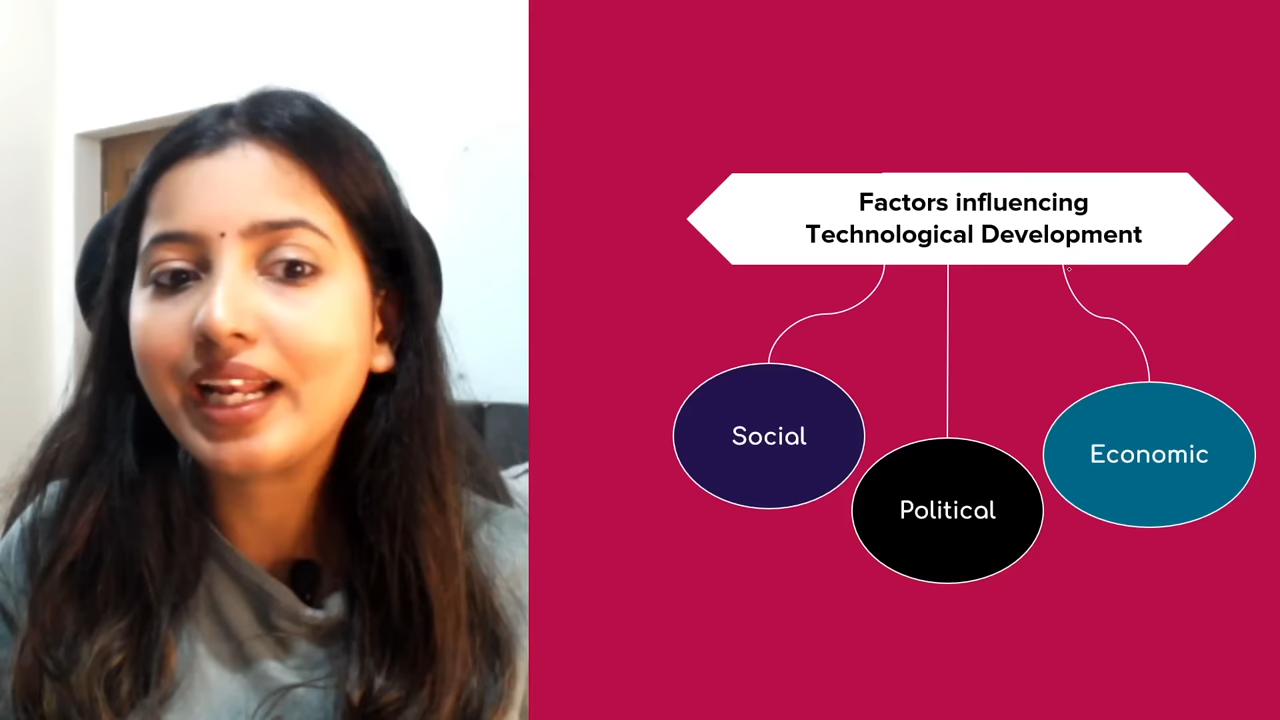 Factors influencing
Technological Development
Social
Political
Economic